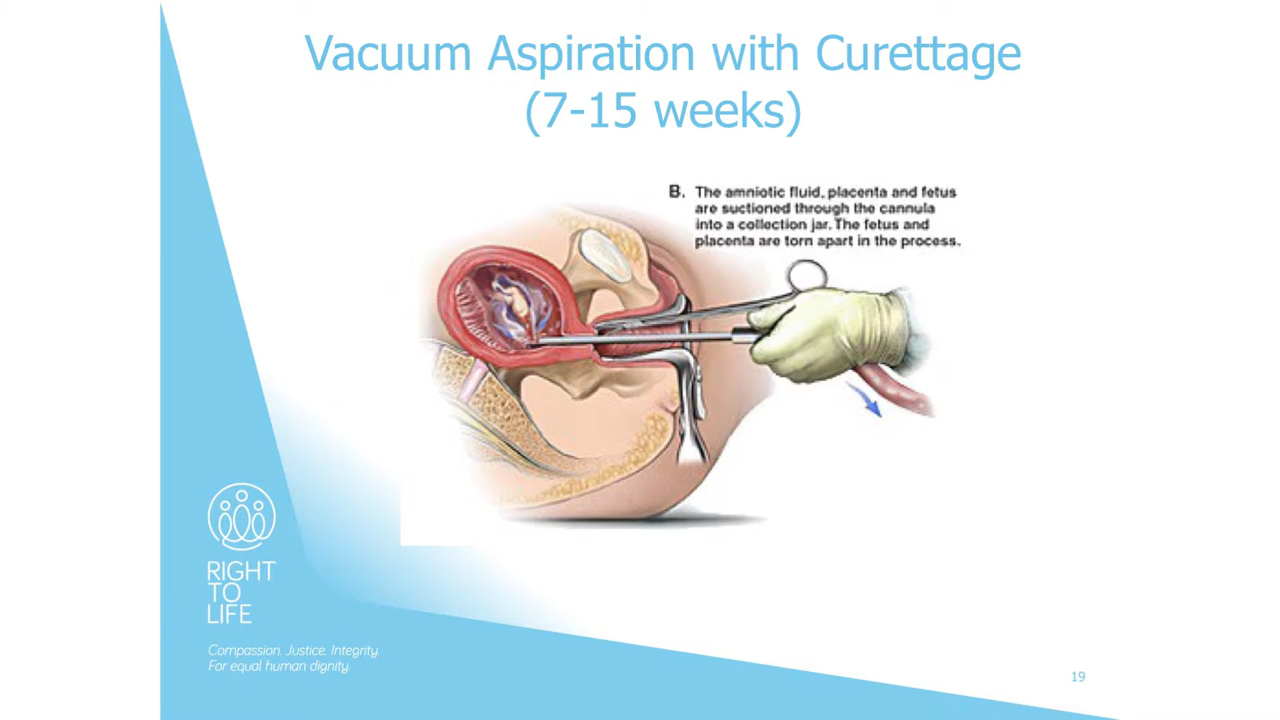 Vacuum Aspiration with Curettage
(7-15 weeks)
B. The amniotic fluid, placenta and fetus
are suctioned through the cannula
into a collection jar. The fetus and
placenta are torn apart in the process.
RIGHT
TO
LIFE
Compassion. Justice. Integrity.
For equal human dignity.
19